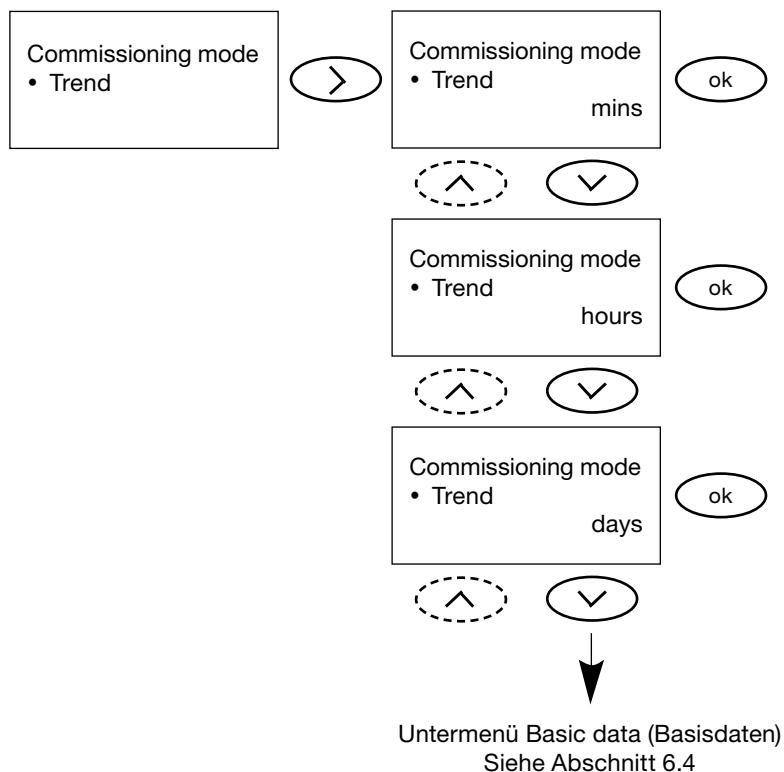 Commissioning mode
• Trend
Commissioning mode
• Trend
mins
ok
Commissioning mode
• Trend
hours
ok
Commissioning mode
• Trend
days
ok
Untermenü Basic data (Basisdaten)
Siehe Abschnitt 6.4